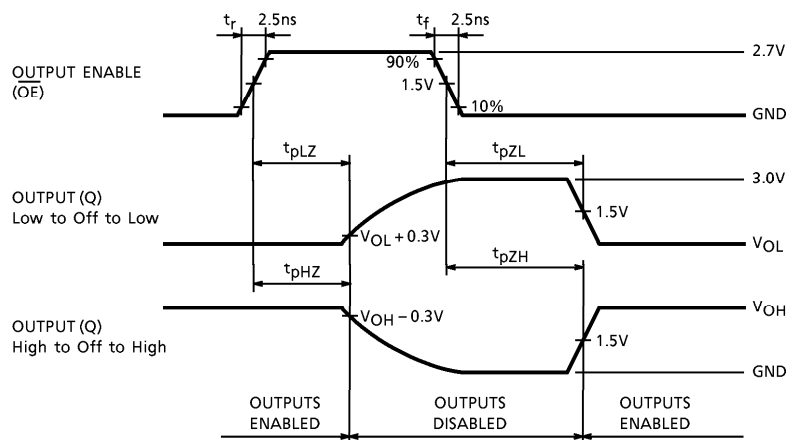 tr 2.5ns tf 2.5ns
OUTPUT ENABLE
(OE)
90%
1.5V
10%
2.7V
GND
tpLZ tpZL
OUTPUT (Q)
Low to Off to Low
VOL + 0.3V
3.0V
1.5V
VOL
tpHZ tpZH
OUTPUT (Q)
High to Off to High
VOH − 0.3V
VOH
1.5V
GND
OUTPUTS
ENABLED
OUTPUTS
DISABLED
OUTPUTS
ENABLED